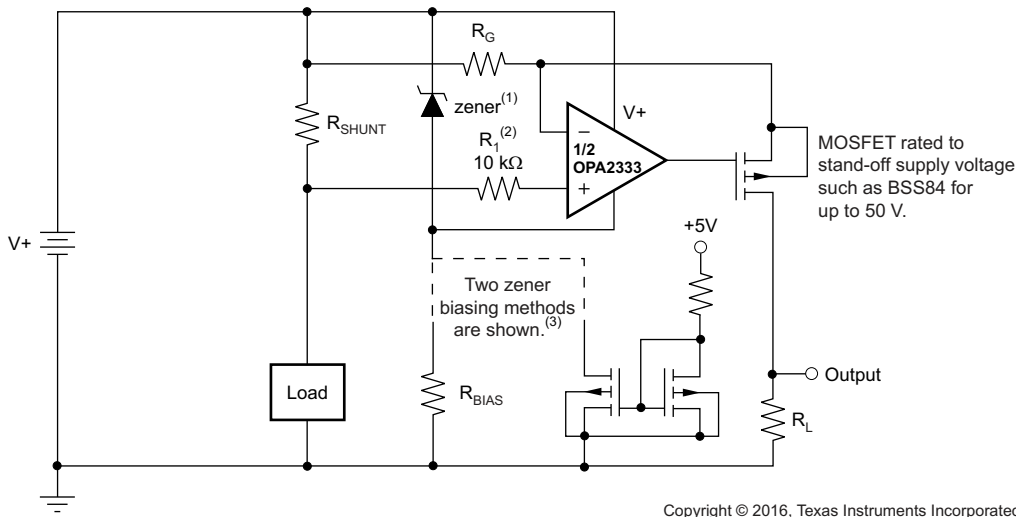 R_G
V+
zener(1)
R_SHUNT
R_1(2)
10 kΩ
−
1/2
OPA2333
+
MOSFET rated to
stand-off supply voltage
such as BSS84 for
up to 50 V.
V+
+5V
Two zener
biasing methods
are shown.(3)
Load
R_BIAS
Output
R_L
Copyright © 2016, Texas Instruments Incorporated